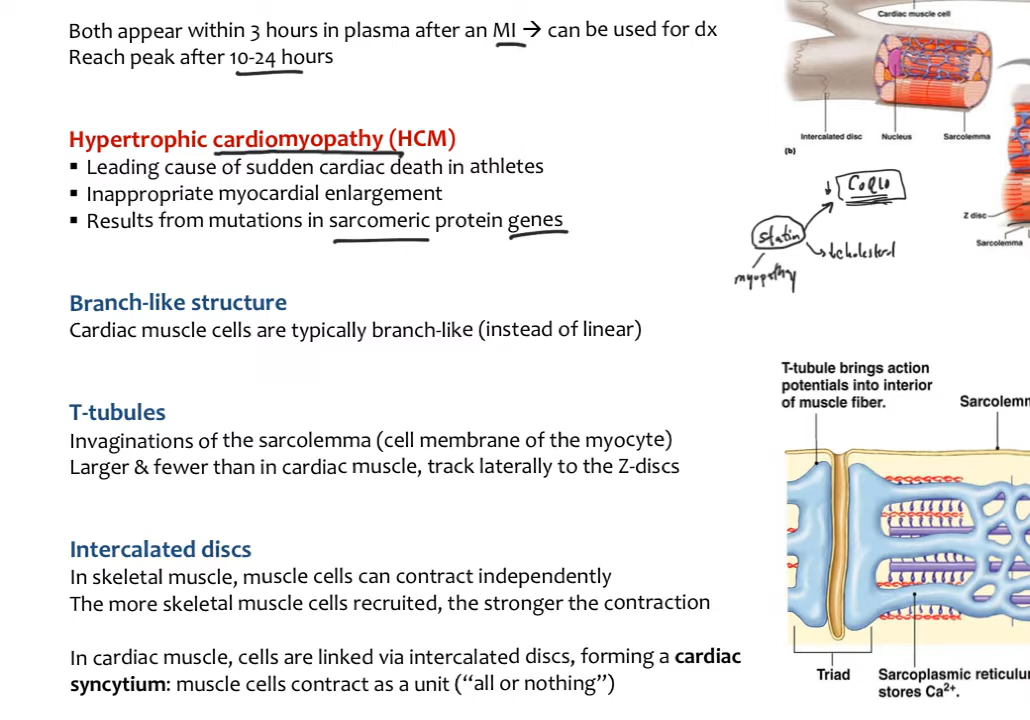 Both appear within 3 hours in plasma after an MI → can be used for dx
Reach peak after 10-24 hours
Hypertrophic cardiomyopathy (HCM)
▪ Leading cause of sudden cardiac death in athletes
▪ Inappropriate myocardial enlargement
▪ Results from mutations in sarcomeric protein genes
Branch-like structure
Cardiac muscle cells are typically branch-like (instead of linear)
T-tubules
Invaginations of the sarcolemma (cell membrane of the myocyte)
Larger & fewer than in cardiac muscle, track laterally to the Z-discs
Intercalated discs
In skeletal muscle, muscle cells can contract independently
The more skeletal muscle cells recruited, the stronger the contraction
In cardiac muscle, cells are linked via intercalated discs, forming a cardiac
syncytium: muscle cells contract as a unit (“all or nothing”)
Cardiac muscle cell
Intercalated disc Nucleus Sarcolemma
(b)
↓ CoQ10
statin
↓cholesterol
myopathy
Z disc
Sarcolemma
T-tubule brings action
potentials into interior
of muscle fiber.
Sarcolem
Triad
Sarcoplasmic reticulu
stores Ca²⁺.